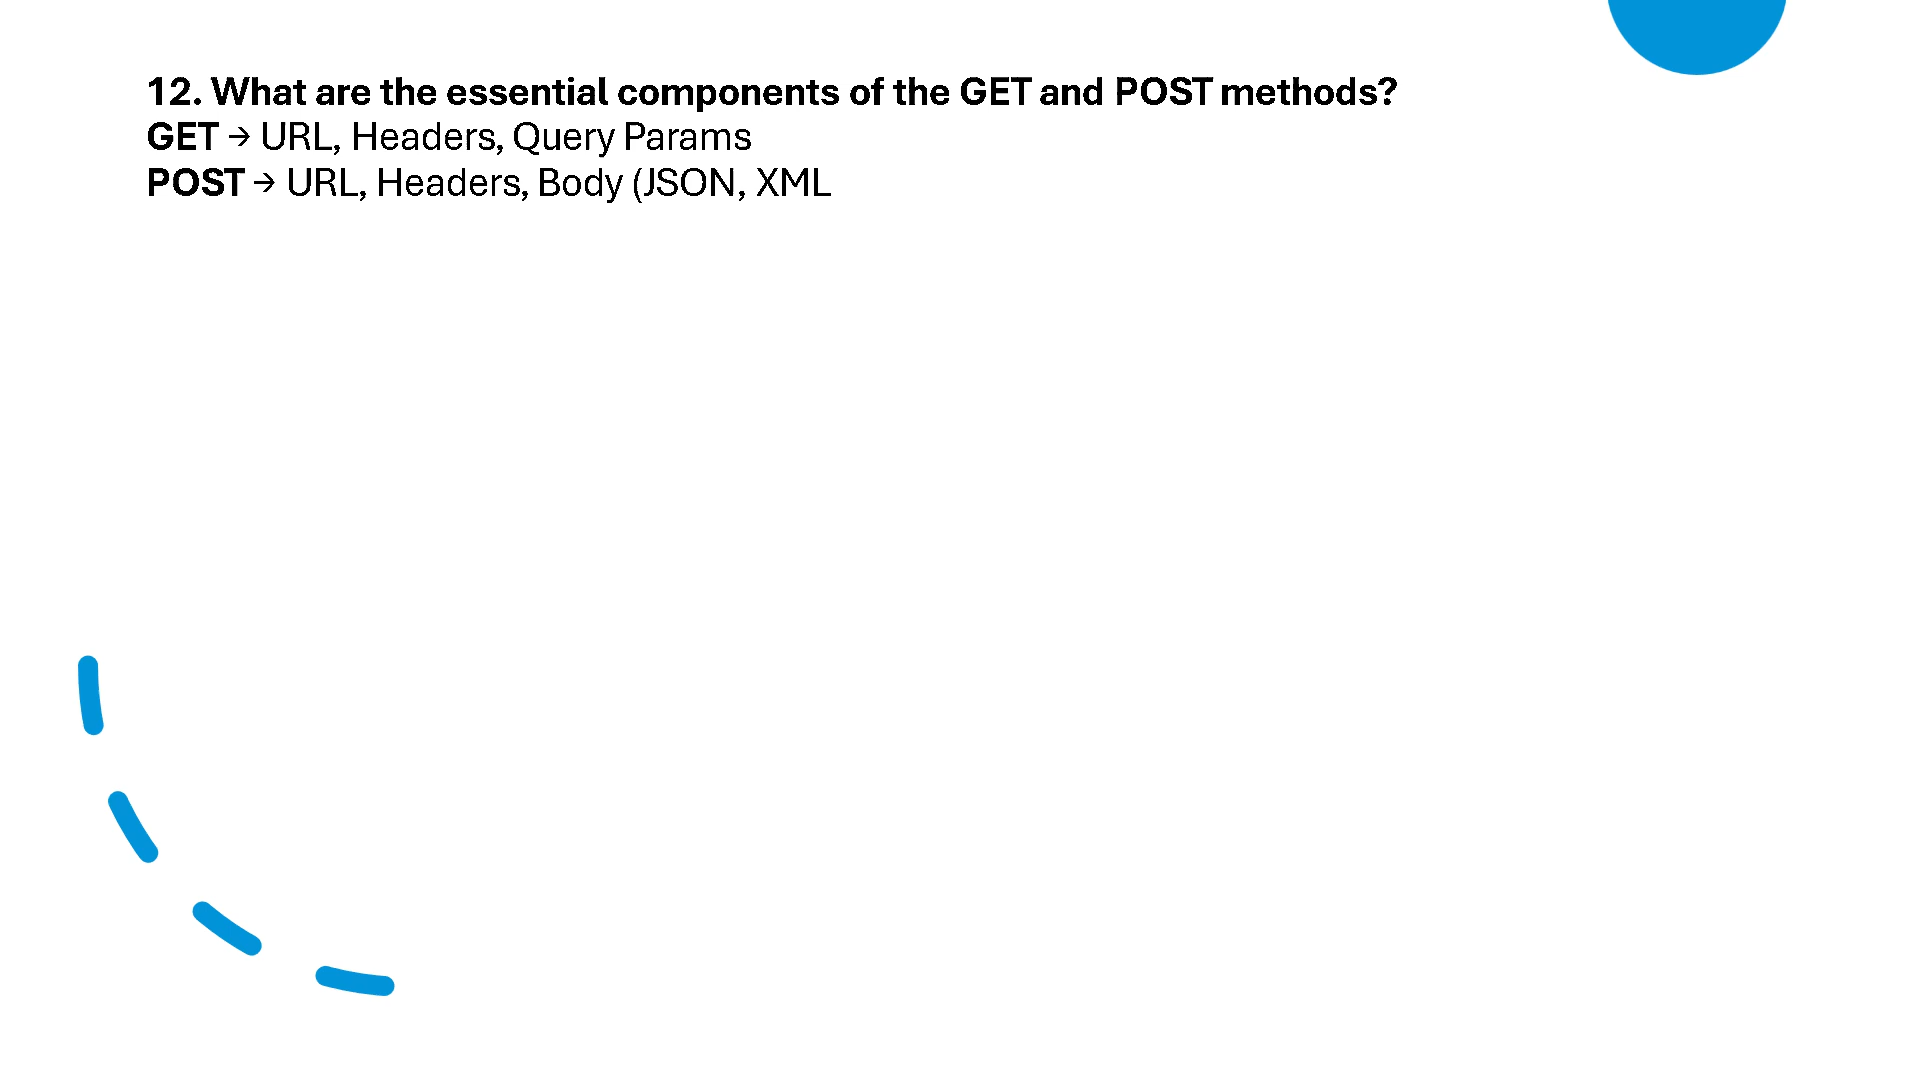 12. What are the essential components of the GET and POST methods?
GET → URL, Headers, Query Params
POST → URL, Headers, Body (JSON, XML